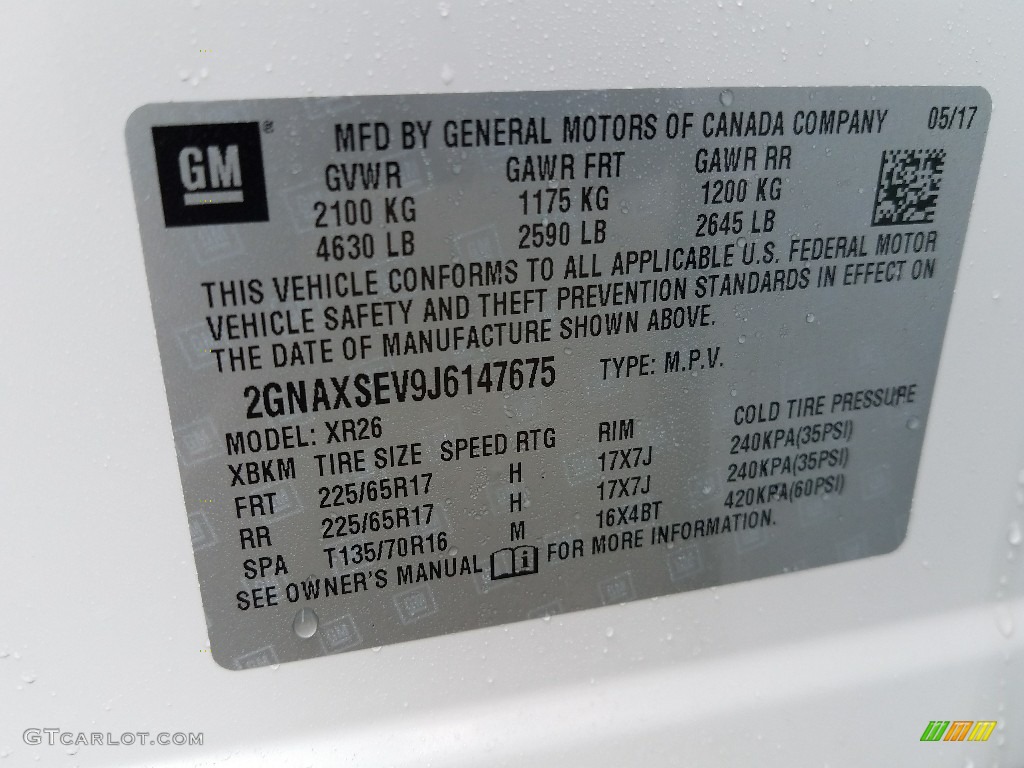 GM®
MFD BY GENERAL MOTORS OF CANADA COMPANY 05/17
GVWR GAWR FRT GAWR RR
2100 KG 1175 KG 1200 KG
4630 LB 2590 LB 2645 LB
THIS VEHICLE CONFORMS TO ALL APPLICABLE U.S. FEDERAL MOTOR
VEHICLE SAFETY AND THEFT PREVENTION STANDARDS IN EFFECT ON
THE DATE OF MANUFACTURE SHOWN ABOVE.
2GNAXSEV9J6147675 TYPE: M.P.V.
MODEL: XR26
XBKM TIRE SIZE SPEED RTG RIM COLD TIRE PRESSURE
FRT 225/65R17 H 17X7J 240KPA(35PSI)
RR 225/65R17 H 17X7J 240KPA(35PSI)
SPA T135/70R16 M 16X4BT 420KPA(60PSI)
SEE OWNER'S MANUAL i FOR MORE INFORMATION.
GTCARLOT.COM